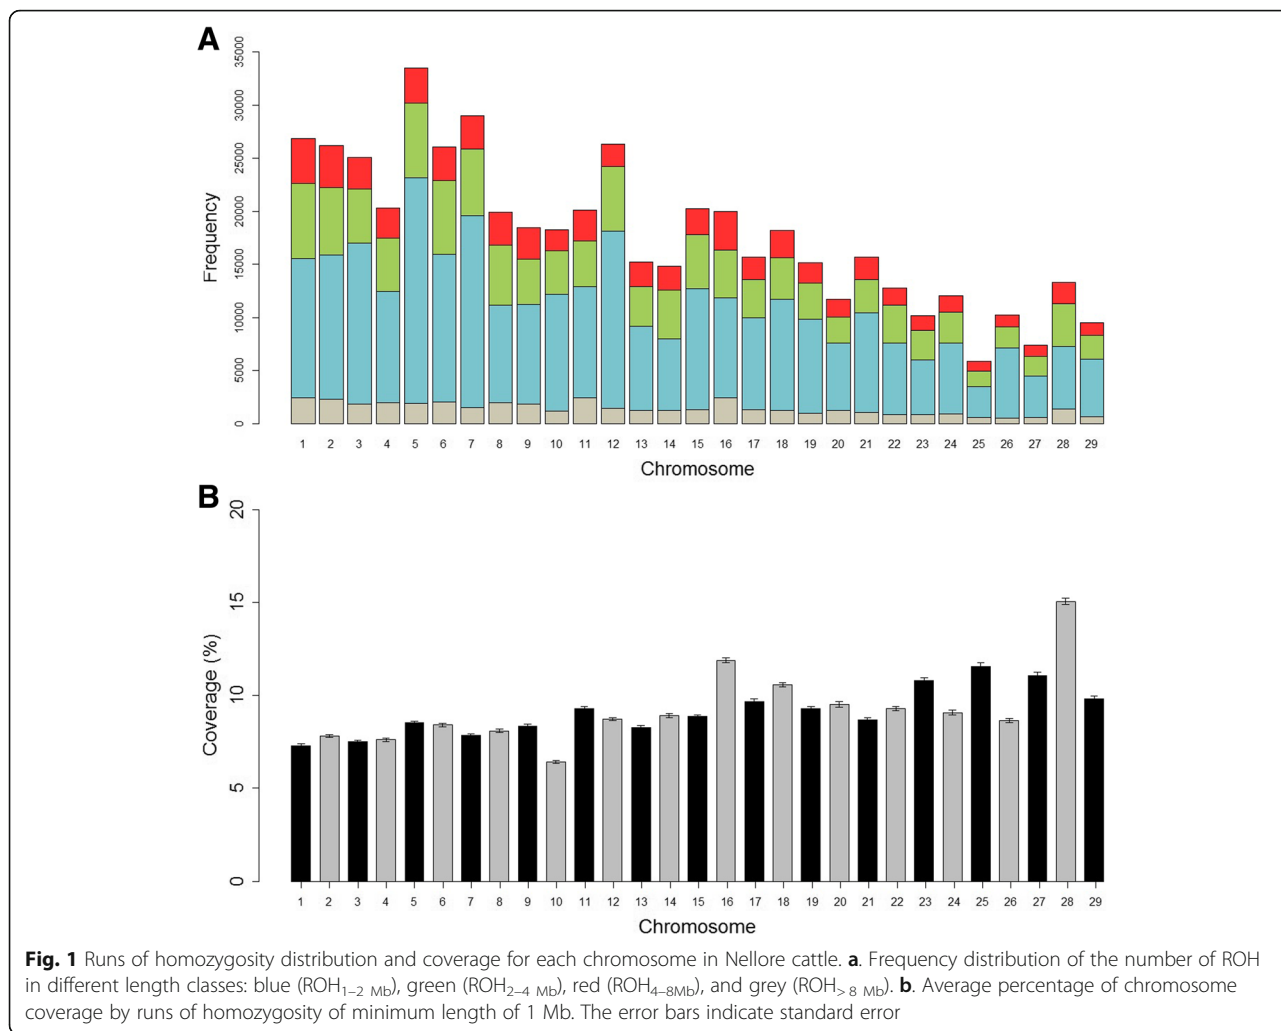 A
Frequency
35000
30000
25000
20000
15000
10000
5000
0
1 2 3 4 5 6 7 8 9 10 11 12 13 14 15 16 17 18 19 20 21 22 23 24 25 26 27 28 29
Chromosome
B
Coverage (%)
20
15
10
5
0
1 2 3 4 5 6 7 8 9 10 11 12 13 14 15 16 17 18 19 20 21 22 23 24 25 26 27 28 29
Chromosome
Fig. 1 Runs of homozygosity distribution and coverage for each chromosome in Nellore cattle. a. Frequency distribution of the number of ROH
in different length classes: blue (ROH1–2 Mb), green (ROH2–4 Mb), red (ROH4–8Mb), and grey (ROH> 8 Mb). b. Average percentage of chromosome
coverage by runs of homozygosity of minimum length of 1 Mb. The error bars indicate standard error